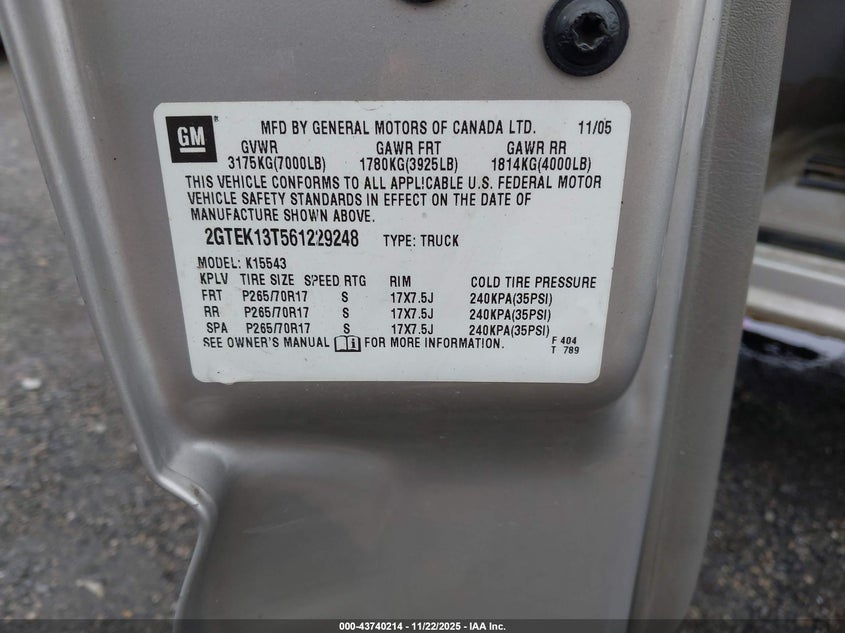 GM
MFD BY GENERAL MOTORS OF CANADA LTD. 11/05
GVWR GAWR FRT GAWR RR
3175KG(7000LB) 1780KG(3925LB) 1814KG(4000LB)
THIS VEHICLE CONFORMS TO ALL APPLICABLE U.S. FEDERAL MOTOR
VEHICLE SAFETY STANDARDS IN EFFECT ON THE DATE OF
MANUFACTURE SHOWN ABOVE.
2GTEK13T561229248 TYPE: TRUCK
MODEL: K15543
KPLV TIRE SIZE SPEED RTG RIM COLD TIRE PRESSURE
FRT P265/70R17 S 17X7.5J 240KPA(35PSI)
RR P265/70R17 S 17X7.5J 240KPA(35PSI)
SPA P265/70R17 S 17X7.5J 240KPA(35PSI)
SEE OWNER'S MANUAL FOR MORE INFORMATION. F 404
T 789
000-43740214 - 11/22/2025 - IAA Inc.